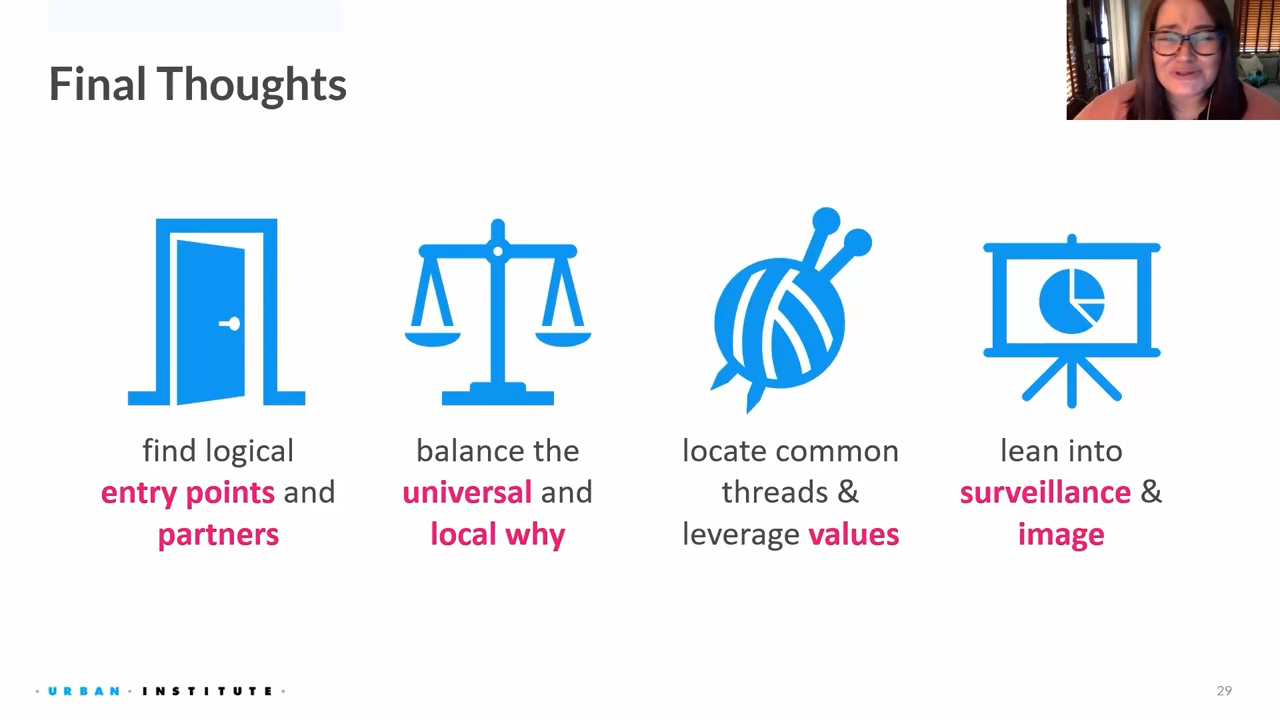 Final Thoughts
find logical
entry points and
partners
balance the
universal and
local why
locate common
threads &
leverage values
lean into
surveillance &
image
· URBAN · INSTITUTE ·
29